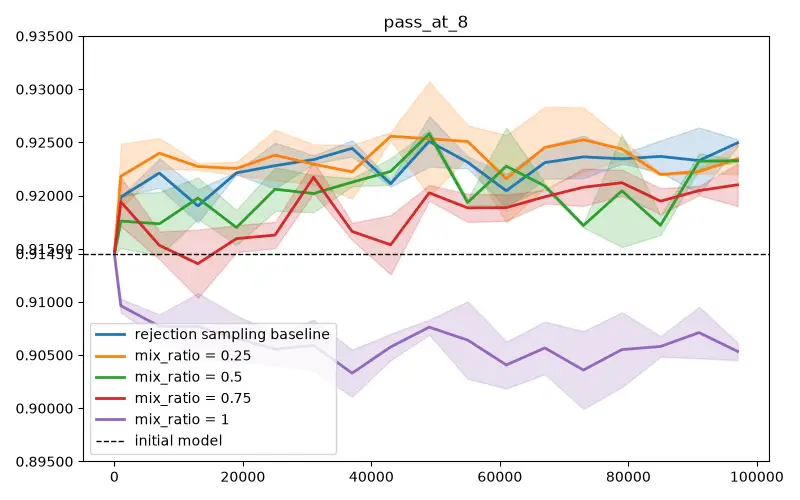 pass_at_8
0.93500
0.93000
0.92500
0.92000
0.91500
0.91451
0.91000
0.90500
0.90000
0.89500
rejection sampling baseline
mix_ratio = 0.25
mix_ratio = 0.5
mix_ratio = 0.75
mix_ratio = 1
initial model
0
20000
40000
60000
80000
100000